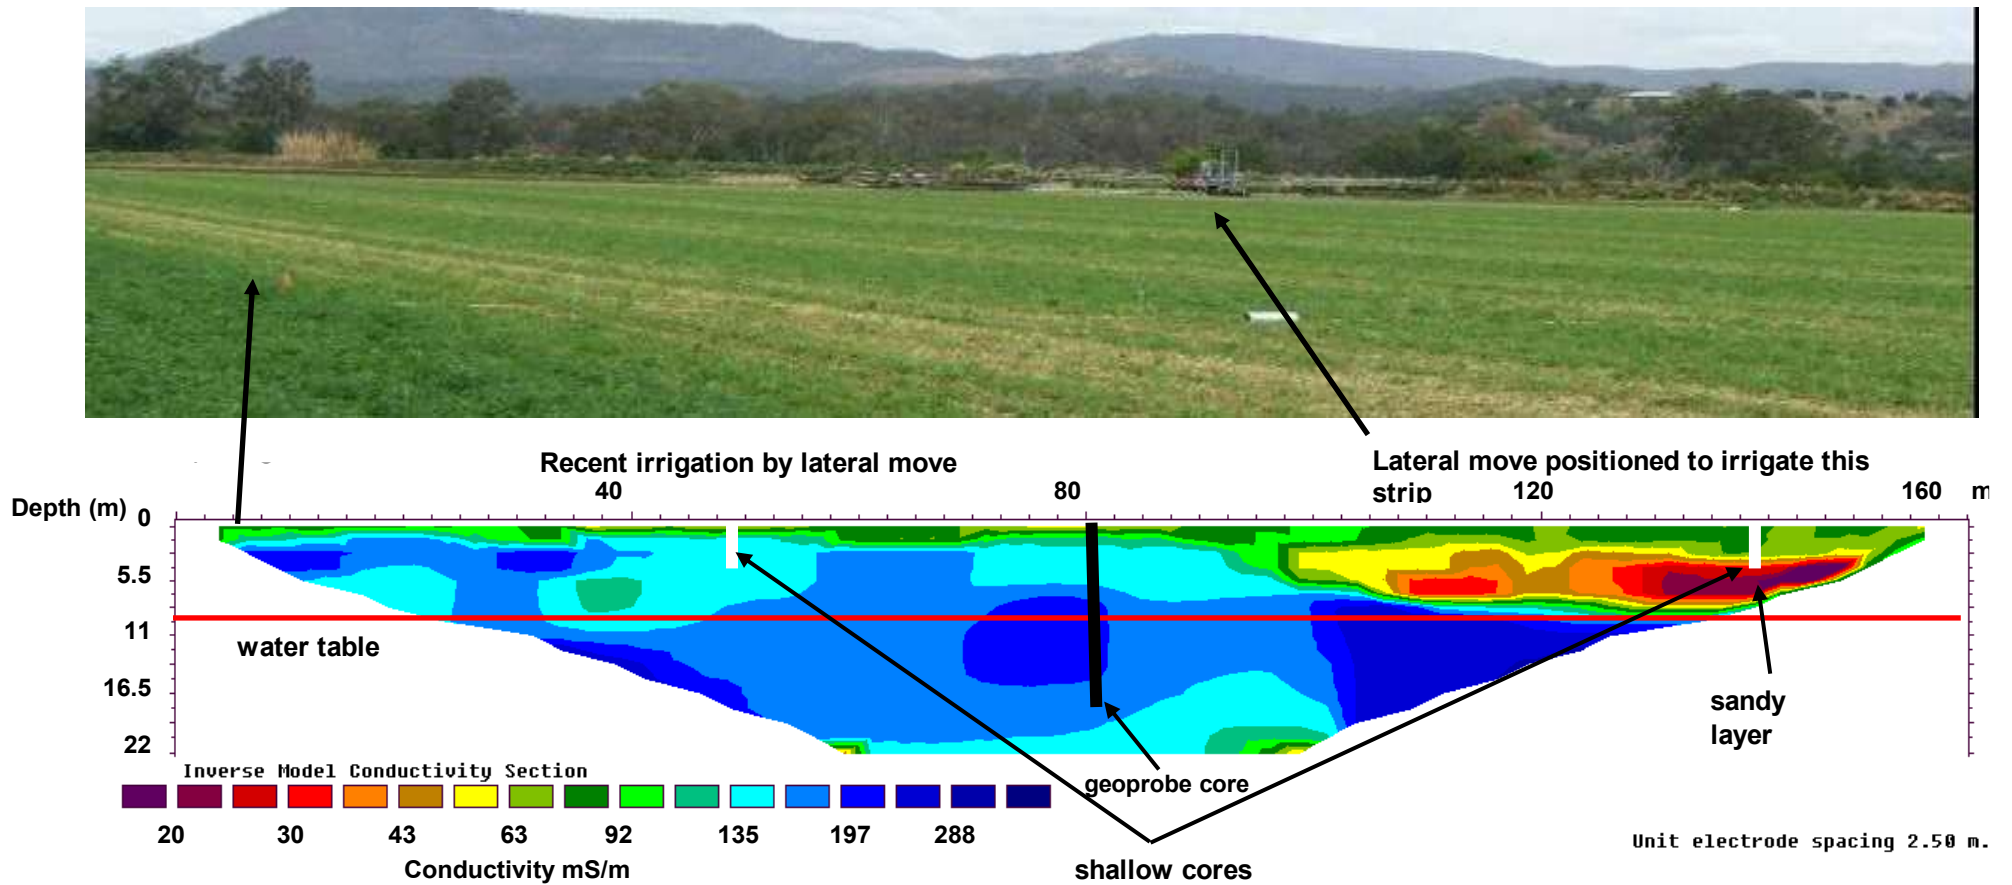 Recent irrigation by lateral move
Lateral move positioned to irrigate this
strip
40
80
120
160
m
Depth (m)
0
5.5
11
16.5
22
water table
sandy
layer
geoprobe core
shallow cores
Inverse Model Conductivity Section
20
30
43
63
92
135
197
288
Conductivity mS/m
Unit electrode spacing 2.50 m.